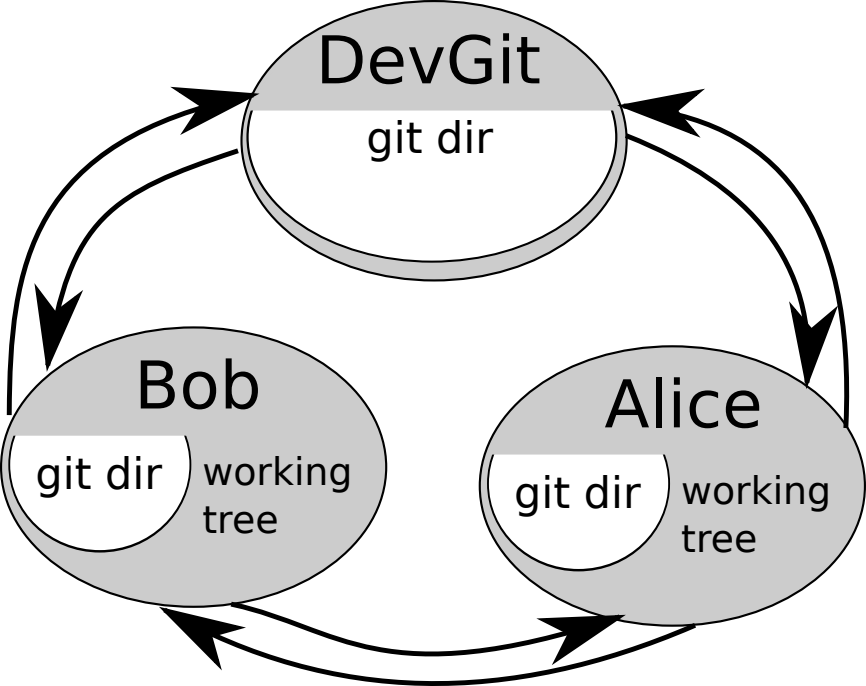 DevGit
git dir
Bob
git dir
working
tree
Alice
git dir
working
tree